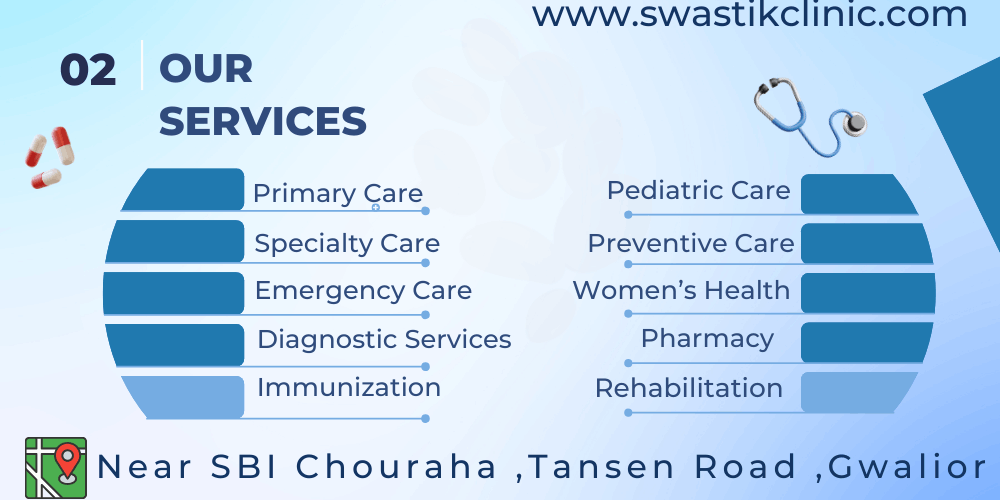 www.swastikclinic.com
02
OUR
SERVICES
Primary Care
Specialty Care
Emergency Care
Diagnostic Services
Immunization
Pediatric Care
Preventive Care
Women’s Health
Pharmacy
Rehabilitation
Near SBI Chouraha ,Tansen Road ,Gwalior